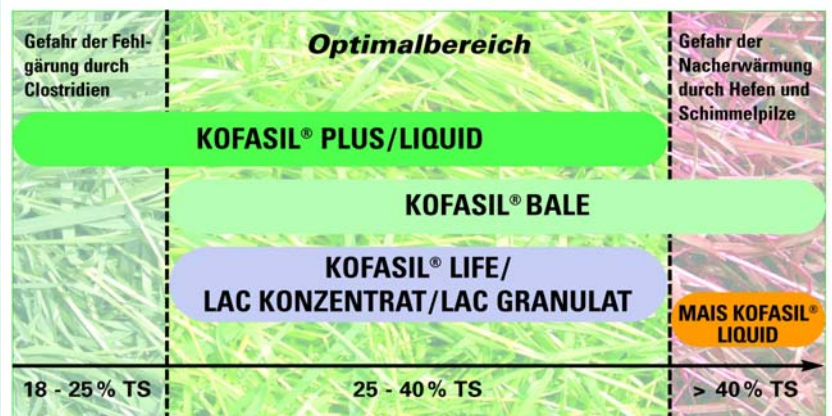 Gefahr der Fehl-
gärung durch
Clostridien
Optimalbereich
Gefahr der
Nacherwärmung
durch Hefen und
Schimmelpilze
KOFASIL® PLUS/LIQUID
KOFASIL® BALE
KOFASIL® LIFE/
LAC KONZENTRAT/LAC GRANULAT
MAIS KOFASIL®
LIQUID
18 - 25% TS
25 - 40% TS
> 40% TS